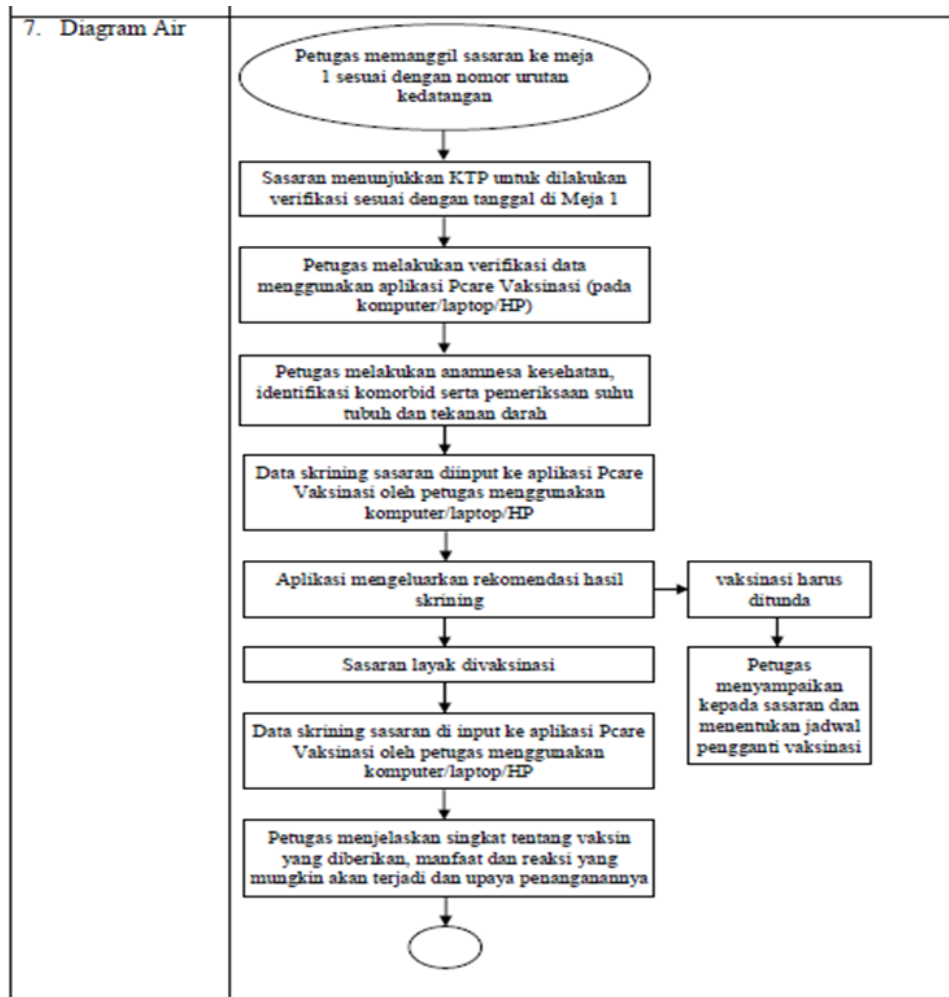 7. Diagram Air
Petugas memanggil sasaran ke meja
1 sesuai dengan nomor urutan
kedatangan
Sasaran menunjukkan KTP untuk dilakukan
verifikasi sesuai dengan tanggal di Meja 1
Petugas melakukan verifikasi data
menggunakan aplikasi Pcare Vaksinasi (pada
komputer/laptop/HP)
Petugas melakukan anamnesa kesehatan,
identifikasi komorbid serta pemeriksaan suhu
tubuh dan tekanan darah
Data skrining sasaran diinput ke aplikasi Pcare
Vaksinasi oleh petugas menggunakan
komputer/laptop/HP
Aplikasi mengeluarkan rekomendasi hasil
skrining
vaksinasi harus
ditunda
Sasaran layak divaksinasi
Petugas
menyampaikan
kepada sasaran dan
menentukan jadwal
pengganti vaksinasi
Data skrining sasaran di input ke aplikasi Pcare
Vaksinasi oleh petugas menggunakan
komputer/laptop/HP
Petugas menjelaskan singkat tentang vaksin
yang diberikan, manfaat dan reaksi yang
mungkin akan terjadi dan upaya penanganannya